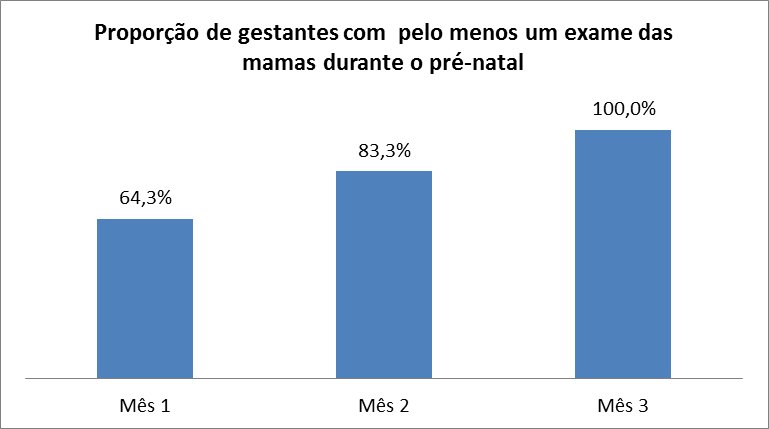 Proporção de gestantes com  pelo menos um exame das
mamas durante o pré-natal
100,0%
83,3%
64,3%
Mês 1
Mês 2
Mês 3